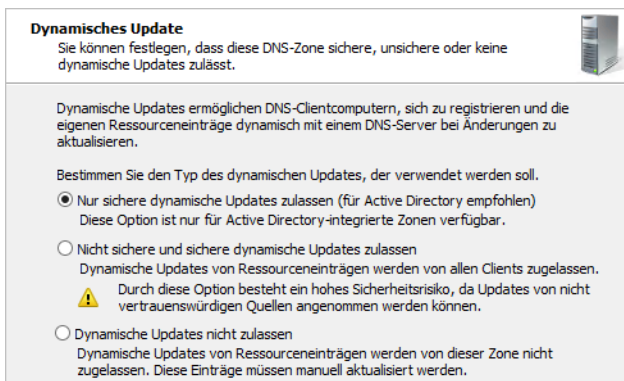 Dynamisches Update
Sie können festlegen, dass diese DNS-Zone sichere, unsichere oder keine
dynamische Updates zulässt.
Dynamische Updates ermöglichen DNS-Clientcomputern, sich zu registrieren und die
eigenen Ressourceneinträge dynamisch mit einem DNS-Server bei Änderungen zu
aktualisieren.
Bestimmen Sie den Typ des dynamischen Updates, der verwendet werden soll.
Nur sichere dynamische Updates zulassen (für Active Directory empfohlen)
Diese Option ist nur für Active Directory-integrierte Zonen verfügbar.
Nicht sichere und sichere dynamische Updates zulassen
Dynamische Updates von Ressourceneinträgen werden von allen Clients zugelassen.
Durch diese Option besteht ein hohes Sicherheitsrisiko, da Updates von nicht
vertrauenswürdigen Quellen angenommen werden können.
Dynamische Updates nicht zulassen
Dynamische Updates von Ressourceneinträgen werden von dieser Zone nicht
zugelassen. Diese Einträge müssen manuell aktualisiert werden.